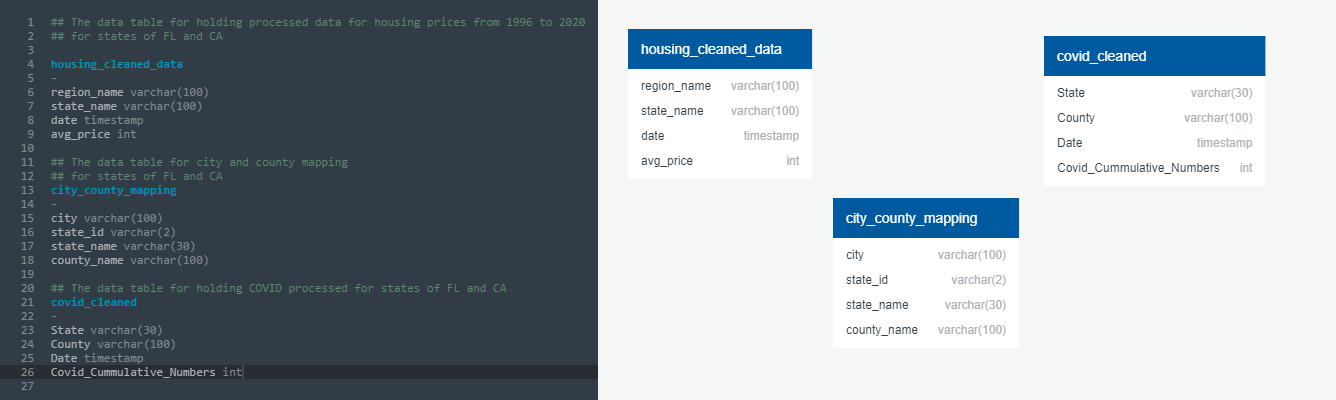 1 ## The data table for holding processed data for housing prices from 1996 to 2020
2 ## for states of FL and CA
3
4 housing_cleaned_data
5 -
6 region_name varchar(100)
7 state_name varchar(100)
8 date timestamp
9 avg_price int
10
11 ## The data table for city and county mapping
12 ## for states of FL and CA
13 city_county_mapping
14 -
15 city varchar(100)
16 state_id varchar(2)
17 state_name varchar(30)
18 county_name varchar(100)
19
20 ## The data table for holding COVID processed for states of FL and CA
21 covid_cleaned
22 -
23 State varchar(30)
24 County varchar(100)
25 Date timestamp
26 Covid_Cummulative_Numbers int
27
housing_cleaned_data
region_name varchar(100)
state_name varchar(100)
date timestamp
avg_price int
city_county_mapping
city varchar(100)
state_id varchar(2)
state_name varchar(30)
county_name varchar(100)
covid_cleaned
State varchar(30)
County varchar(100)
Date timestamp
Covid_Cummulative_Numbers int